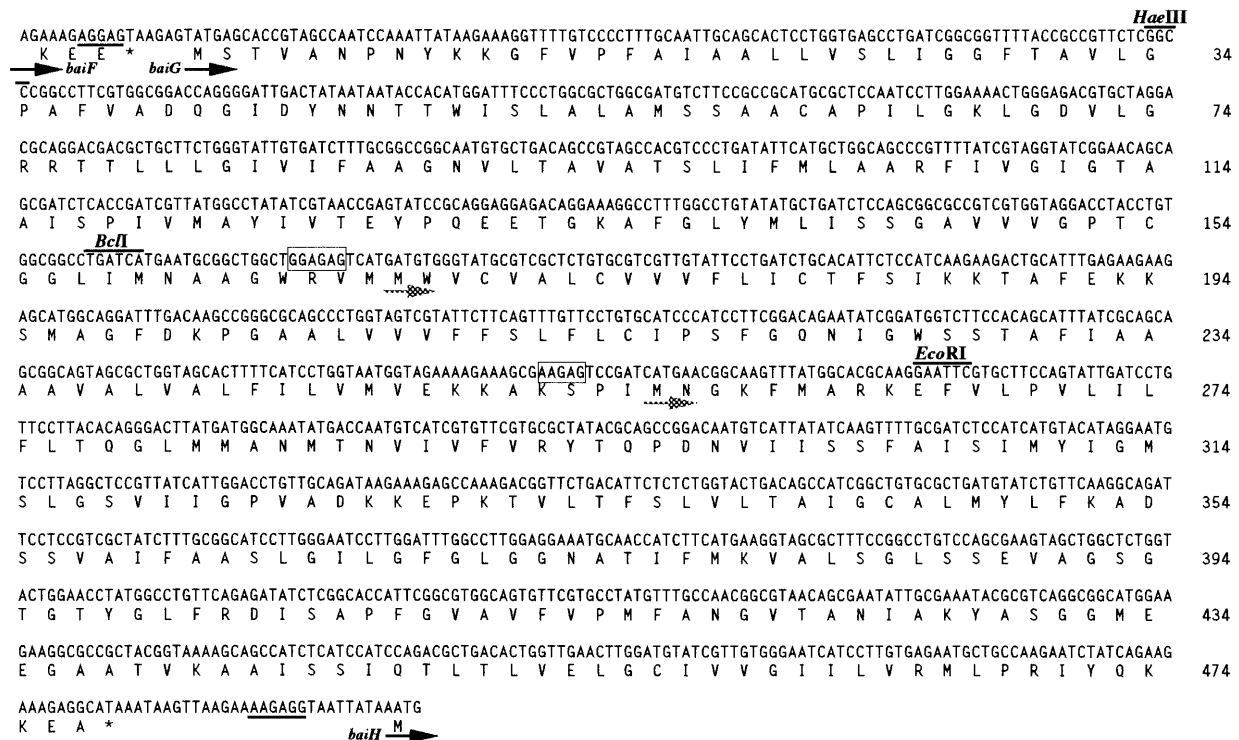 HaeIII
AGAAAGAGGAGTAAGAGTATGAGCACCGTAGCCAATCCAAATTATAAGAAAGGTTTTGTCCCCTTTGCAATTGCAGCACTCCTGGTGAGCCTGATCGGCGGTTTTACCGCCGTTCTCGGC
K E E * M S T V A N P N Y K K G F V P F A I A A L L V S L I G G F T A V L G 34
baiF baiG
CCGGCCTTCGTGGCGGACCAGGGGATTGACTATAATAATACCACATGGATTTCCCTGGCGCTGGCGATGTCTTCCGCCGCATGCGCTCCAATCCTTGGAAAACTGGGAGACGTGCTAGGA
P A F V A D Q G I D Y N N T T W I S L A L A M S S A A C A P I L G K L G D V L G 74
CGCAGGACGACGCTGCTTCTGGGTATTGTGATCTTTGCGGCCGGCAATGTGCTGACAGCCGTAGCCACGTCCCTGATATTCATGCTGGCAGCCCGTTTTATCGTAGGTATCGGAACAGCA
R R T T L L L G I V I F A A G N V L T A V A T S L I F M L A A R F I V G I G T A 114
GCGATCTCACCGATCGTTATGGCCTATATCGTAACCGAGTATCCGCAGGAGGAGACAGGAAAGGCCTTTGGCCTGTATATGCTGATCTCCAGCGGCGCCGTCGTGGTAGGACCTACCTGT
A I S P I V M A Y I V T E Y P Q E E T G K A F G L Y M L I S S G A V V V G P T C 154
BclI
GGCGGCCTGATCATGAATGCGGCTGGCTGGAGAGTCATGATGTGGGTATGCGTCGCTCTGTGCGTCGTTGTATTCCTGATCTGCACATTCTCCATCAAGAAGACTGCATTTGAGAAGAAG
G G L I M N A A G W R V M M W V C V A L C V V V F L I C T F S I K K T A F E K K 194
AGCATGGCAGGATTTGACAAGCCGGGCGCAGCCCTGGTAGTCGTATTCTTCAGTTTGTTCCTGTGCATCCCATCCTTCGGACAGAATATCGGATGGTCTTCCACAGCATTTATCGCAGCA
S M A G F D K P G A A L V V V F F S L F L C I P S F G Q N I G W S S T A F I A A 234
EcoRI
GCGGCAGTAGCGCTGGTAGCACTTTTCATCCTGGTAATGGTAGAAAAGAAAGCGAAGAGTCCGATCATGAACGGCAAGTTTATGGCACGCAAGGAATTCGTGCTTCCAGTATTGATCCTG
A A V A L V A L F I L V M V E K K A K S P I M N G K F M A R K E F V L P V L I L 274
TTCCTTACACAGGGACTTATGATGGCAAATATGACCAATGTCATCGTGTTCGTGCGCTATACGCAGCCGGACAATGTCATTATATCAAGTTTTGCGATCTCCATCATGTACATAGGAATG
F L T Q G L M M A N M T N V I V F V R Y T Q P D N V I I S S F A I S I M Y I G M 314
TCCTTAGGCTCCGTTATCATTGGACCTGTTGCAGATAAGAAAGAGCCAAAGACGGTTCTGACATTCTCTCTGGTACTGACAGCCATCGGCTGTGCGCTGATGTATCTGTTCAAGGCAGAT
S L G S V I I G P V A D K K E P K T V L T F S L V L T A I G C A L M Y L F K A D 354
TCCTCCGTCGCTATCTTTGCGGCATCCTTGGGAATCCTTGGATTTGGCCTTGGAGGAAATGCAACCATCTTCATGAAGGTAGCGCTTTCCGGCCTGTCCAGCGAAGTAGCTGGCTCTGGT
S S V A I F A A S L G I L G F G L G G N A T I F M K V A L S G L S S E V A G S G 394
ACTGGAACCTATGGCCTGTTCAGAGATATCTCGGCACCATTCGGCGTGGCAGTGTTCGTGCCTATGTTTGCCAACGGCGTAACAGCGAATATTGCGAAATACGCGTCAGGCGGCATGGAA
T G T Y G L F R D I S A P F G V A V F V P M F A N G V T A N I A K Y A S G G M E 434
GAAGGCGCCGCTACGGTAAAAGCAGCCATCTCATCCATCCAGACGCTGACACTGGTTGAACTTGGATGTATCGTTGTGGGAATCATCCTTGTGAGAATGCTGCCAAGAATCTATCAGAAG
E G A A T V K A A I S S I Q T L T L V E L G C I V V G I I L V R M L P R I Y Q K 474
AAAGAGGCATAAATAAGTTAAGAAAAGAGGTAATTATAAATG
K E A * M
baiH